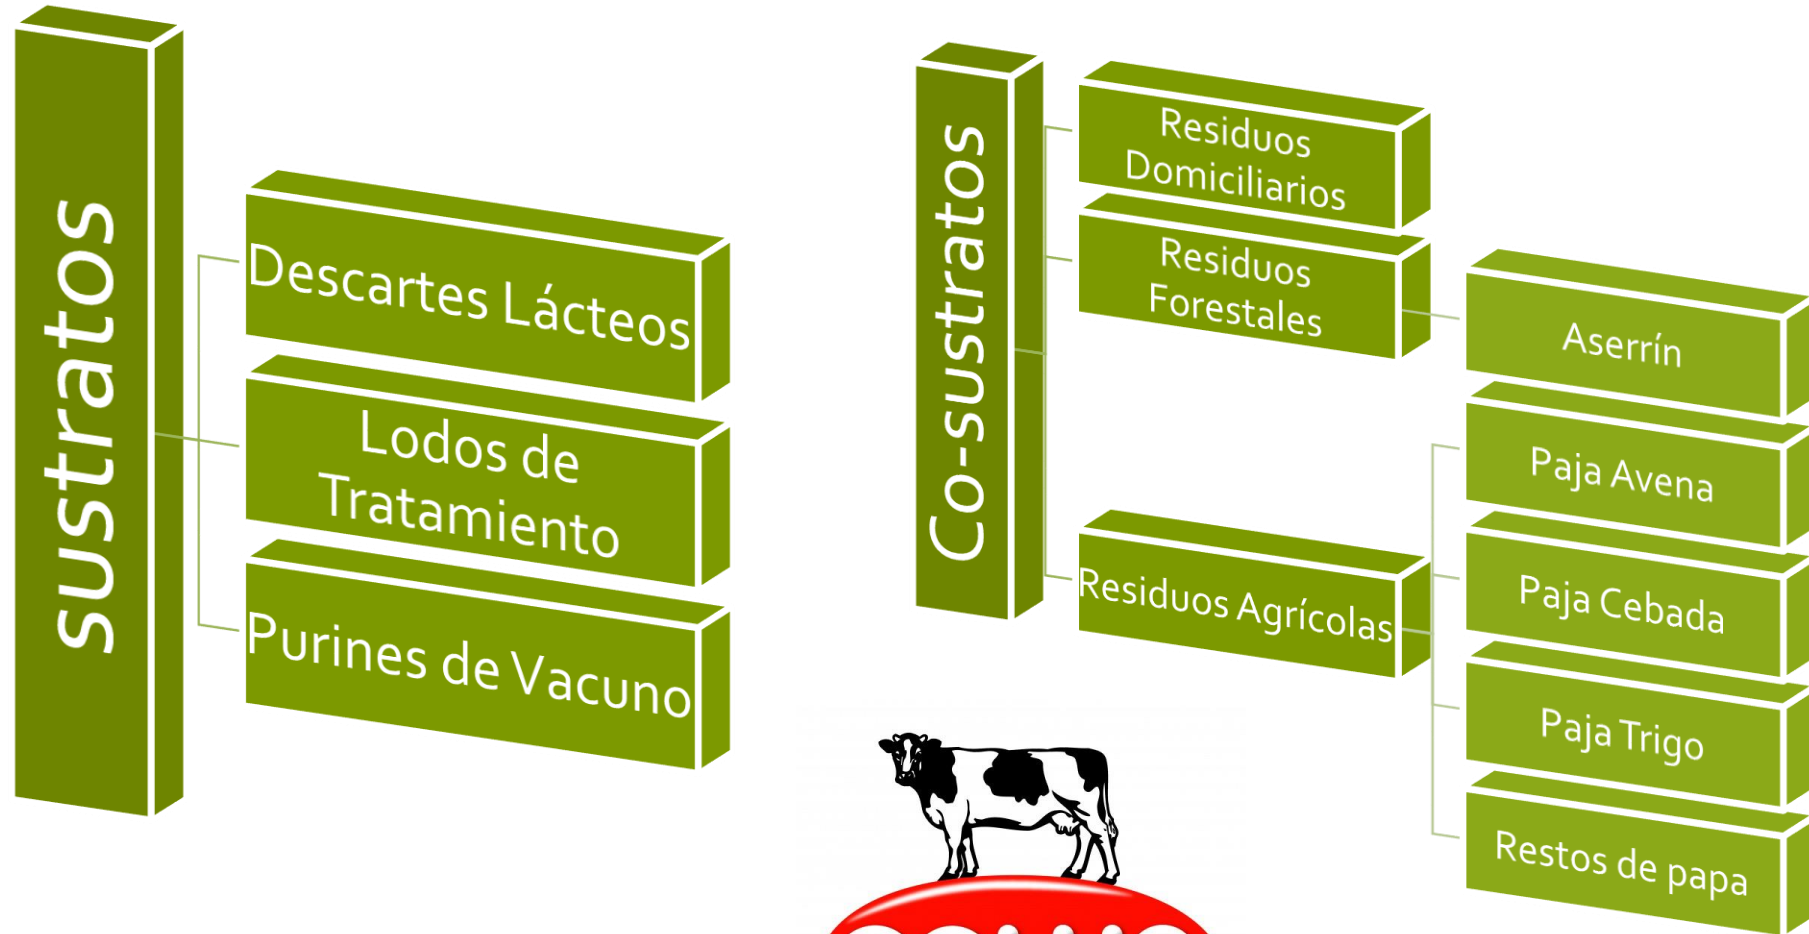 sustratos
Descartes Lácteos
Lodos de
Tratamiento
Purines de Vacuno
Co-sustratos
Residuos
Domiciliarios
Residuos
Forestales
Aserrín
Residuos Agrícolas
Paja Avena
Paja Cebada
Paja Trigo
Restos de papa